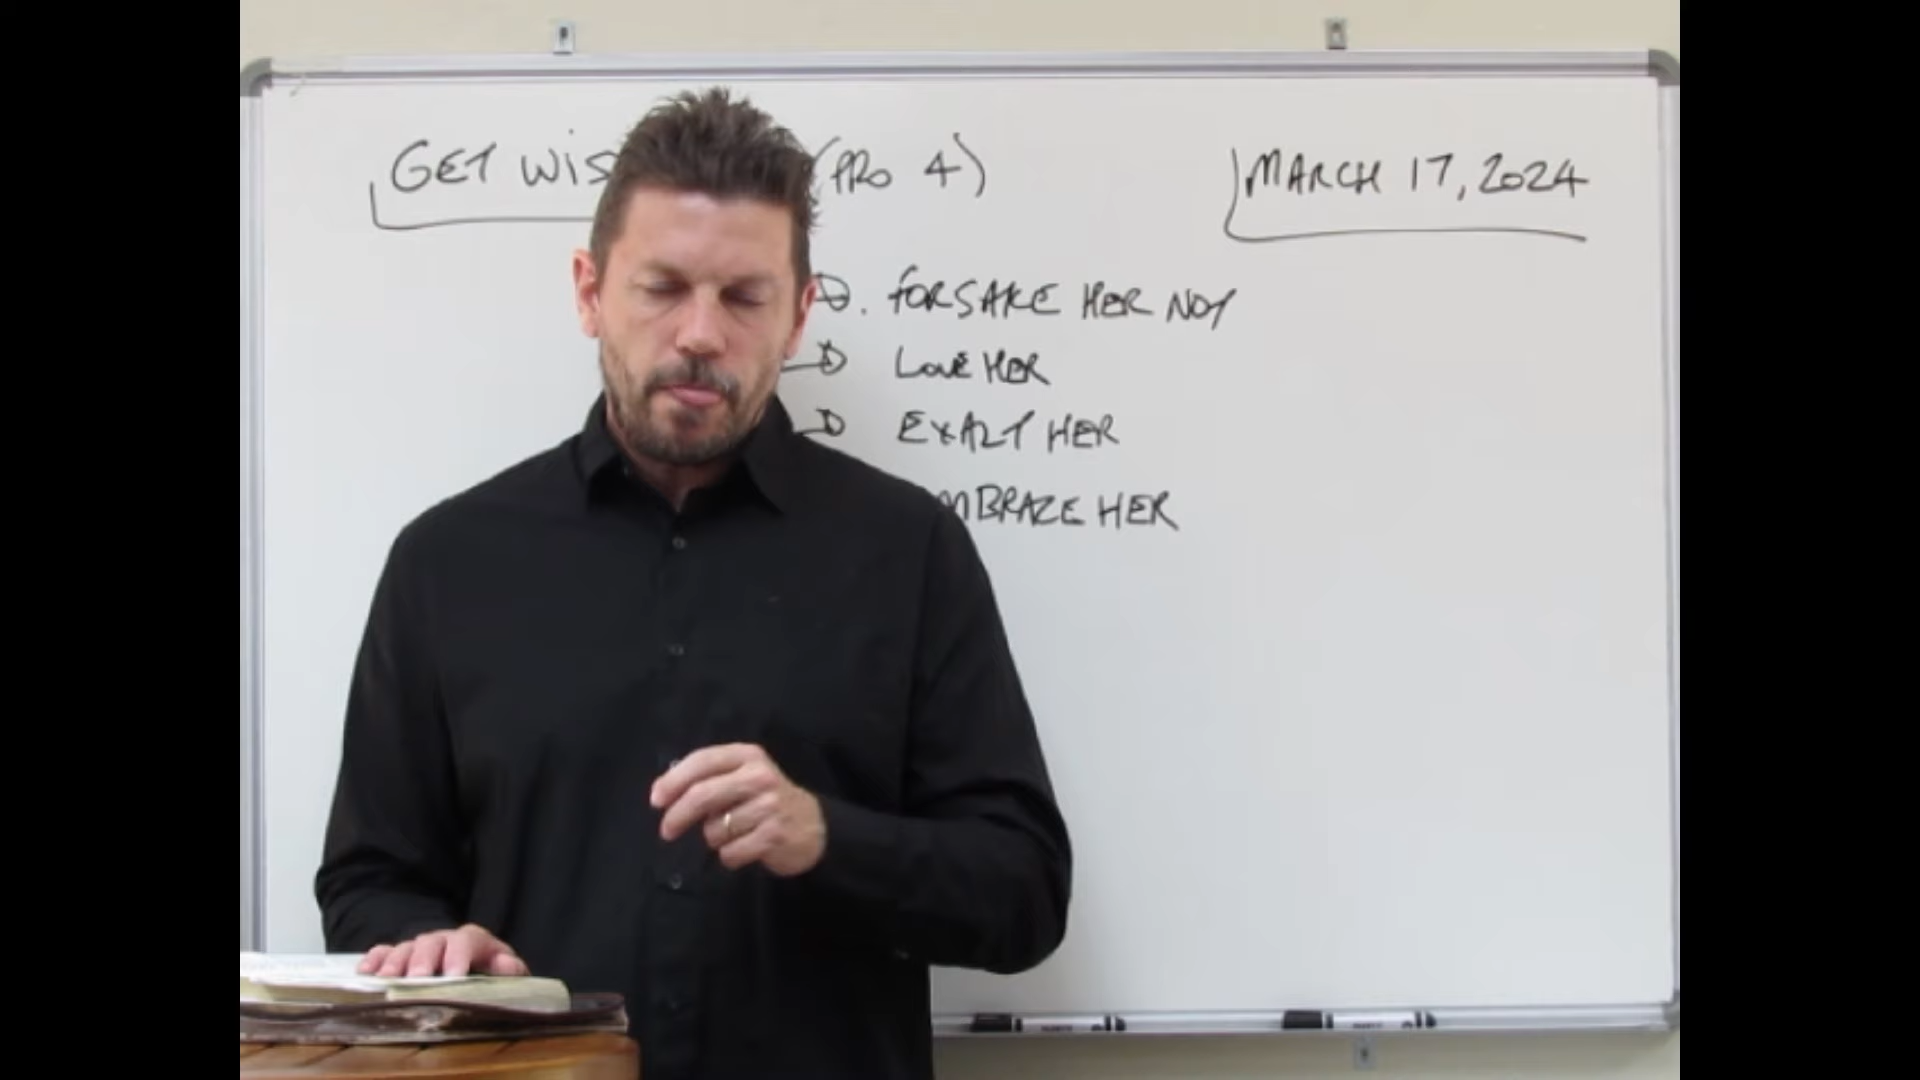 GET WIS (PRO 4)
MARCH 17, 2024
FORSAKE HER NOT
LOVE HER
EXALT HER
MBRACE HER